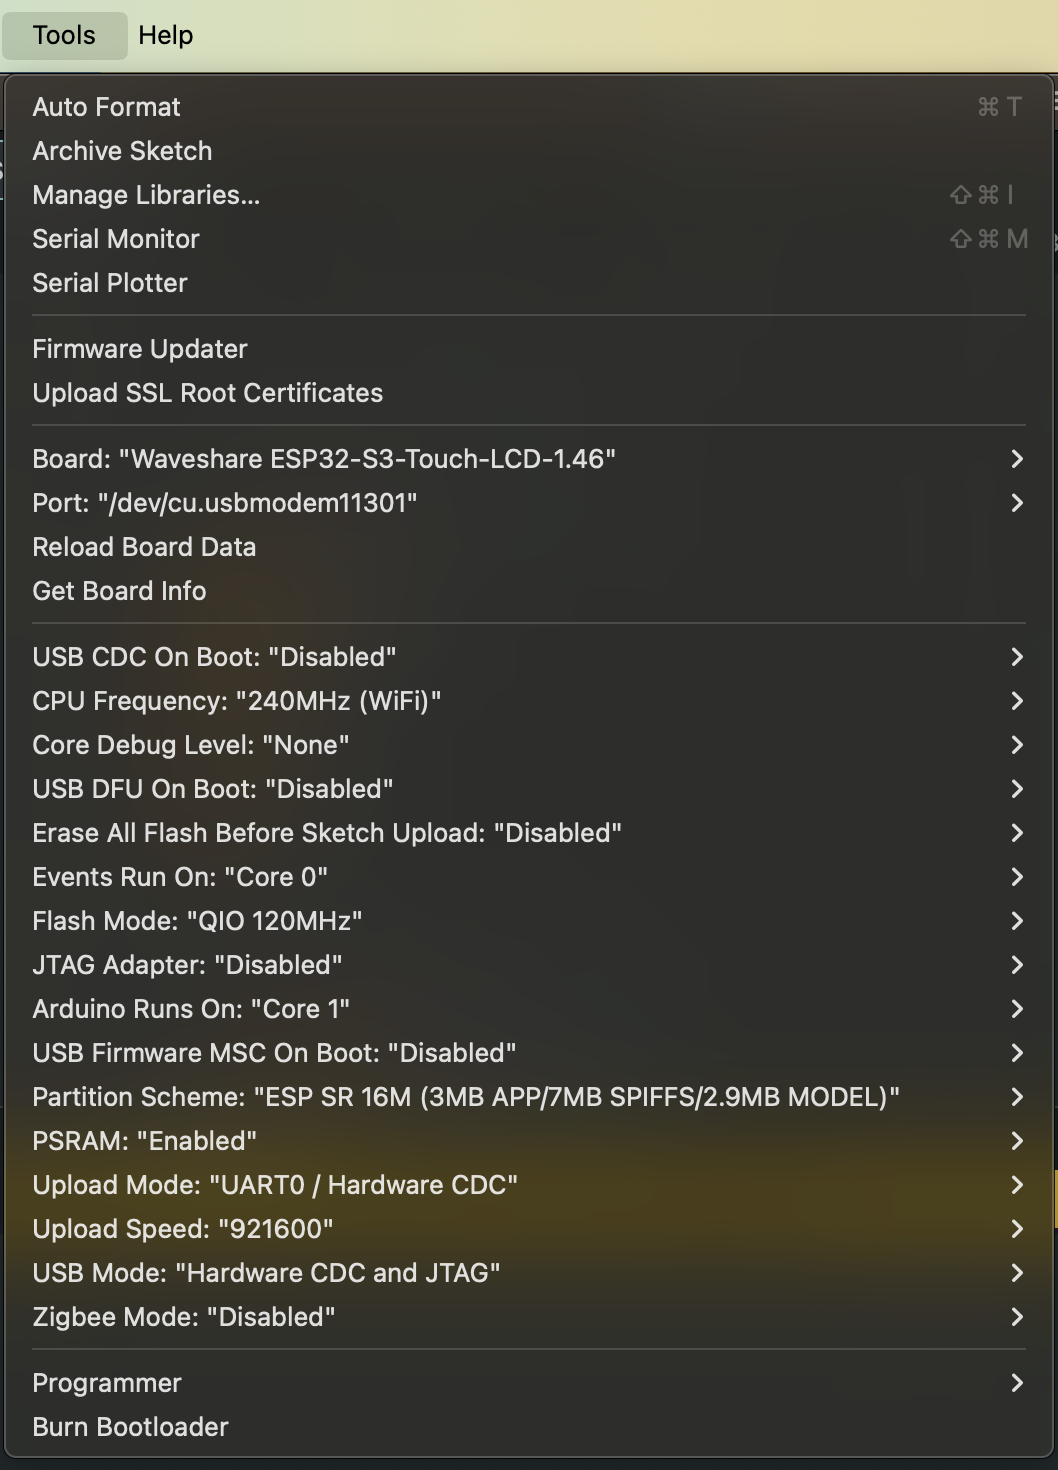 Tools Help
Auto Format ⌘ T
Archive Sketch
Manage Libraries... ⇧ ⌘ I
Serial Monitor ⇧ ⌘ M
Serial Plotter
Firmware Updater
Upload SSL Root Certificates
Board: "Waveshare ESP32-S3-Touch-LCD-1.46"
Port: "/dev/cu.usbmodem11301"
Reload Board Data
Get Board Info
USB CDC On Boot: "Disabled"
CPU Frequency: "240MHz (WiFi)"
Core Debug Level: "None"
USB DFU On Boot: "Disabled"
Erase All Flash Before Sketch Upload: "Disabled"
Events Run On: "Core 0"
Flash Mode: "QIO 120MHz"
JTAG Adapter: "Disabled"
Arduino Runs On: "Core 1"
USB Firmware MSC On Boot: "Disabled"
Partition Scheme: "ESP SR 16M (3MB APP/7MB SPIFFS/2.9MB MODEL)"
PSRAM: "Enabled"
Upload Mode: "UART0 / Hardware CDC"
Upload Speed: "921600"
USB Mode: "Hardware CDC and JTAG"
Zigbee Mode: "Disabled"
Programmer
Burn Bootloader